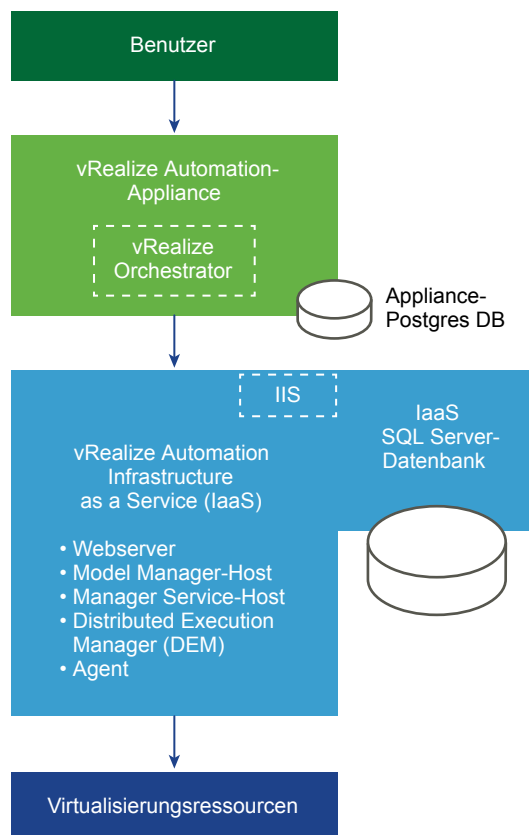 Benutzer
vRealize Automation-
Appliance
vRealize
Orchestrator
Appliance-
Postgres DB
IIS
IaaS
SQL Server-
Datenbank
vRealize Automation
Infrastructure
as a Service (IaaS)
• Webserver
• Model Manager-Host
• Manager Service-Host
• Distributed Execution
Manager (DEM)
• Agent
Virtualisierungsressourcen